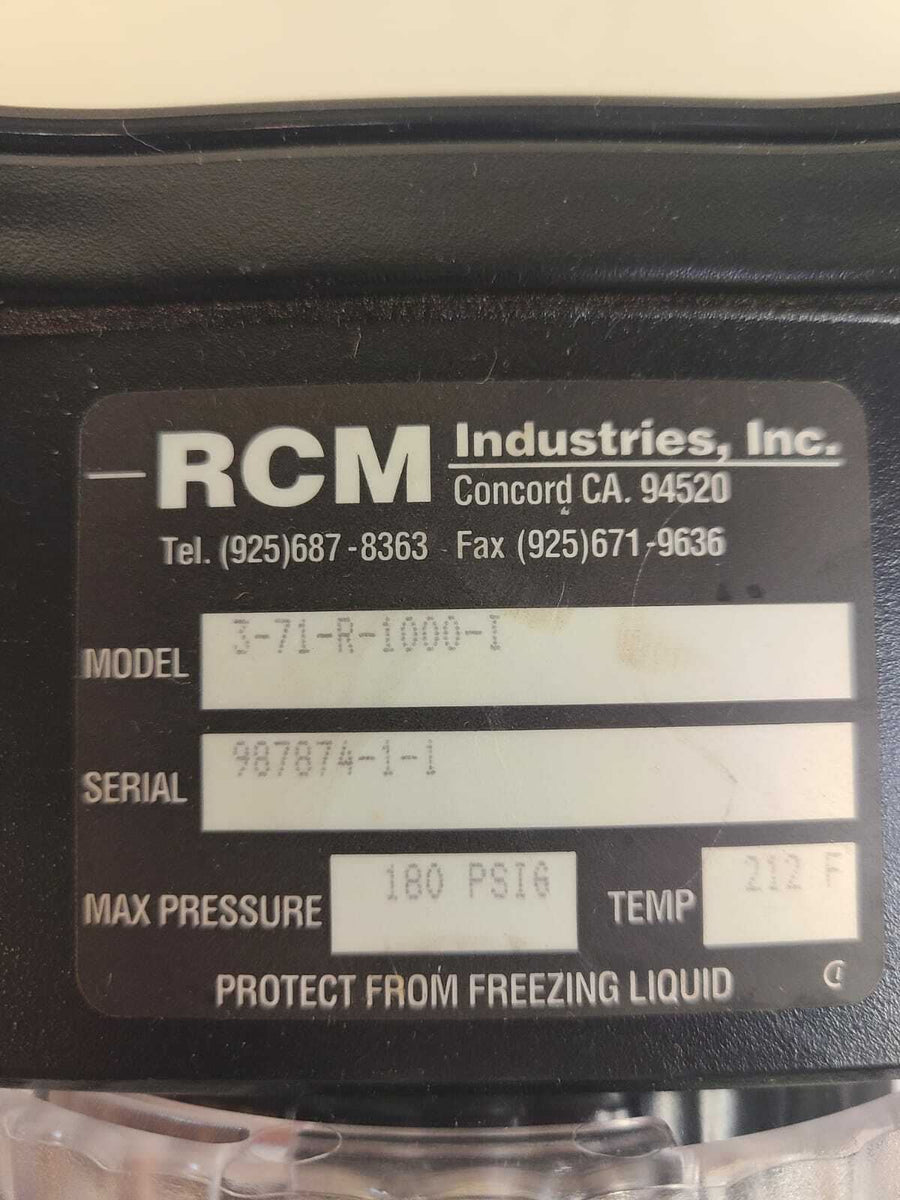 RCM Industries, Inc.
Concord CA. 94520
Tel. (925)687-8363 Fax (925)671-9636
MODEL 3-71-R-1000-I
SERIAL 987874-1-1
MAX PRESSURE 180 PSIG TEMP 212 F
PROTECT FROM FREEZING LIQUID